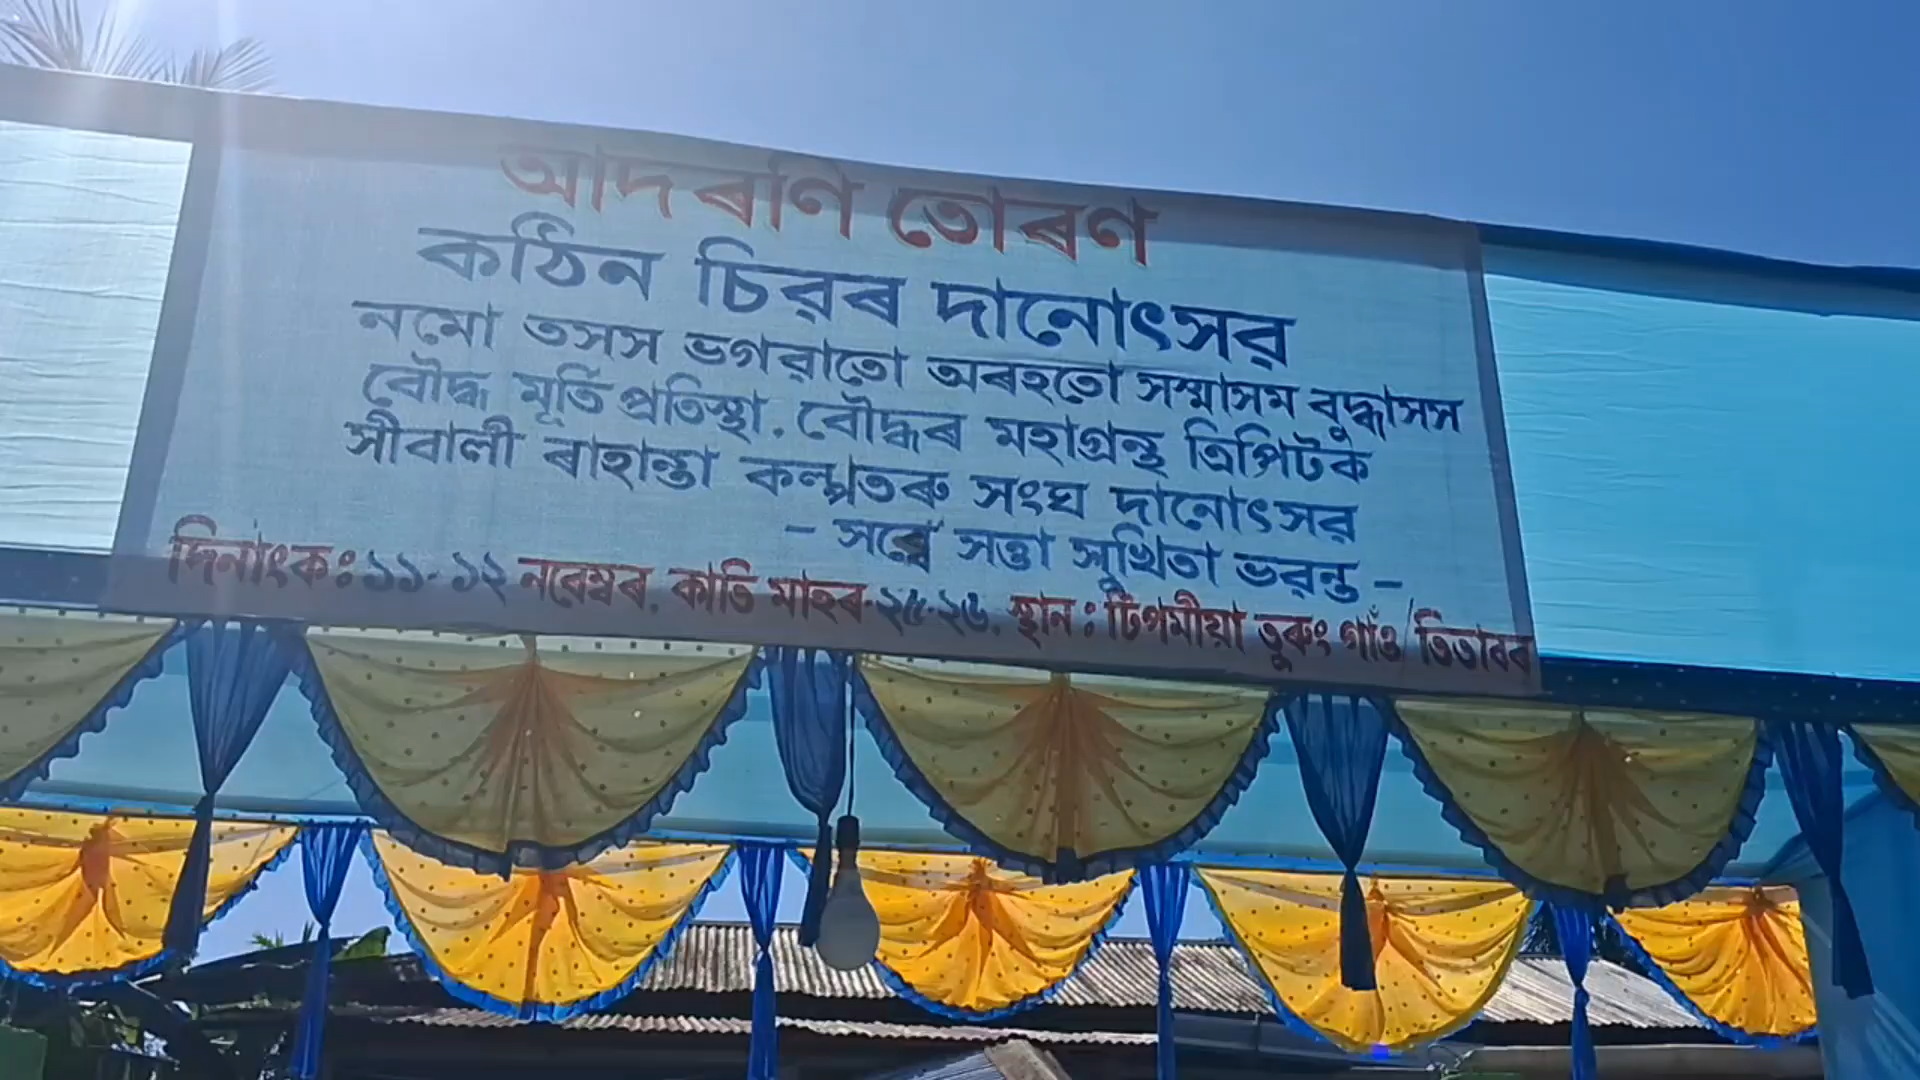 আদৰণি তোৰণ
কঠিন চিৱৰ দানোৎসৱ
নমো তসস ভগৱাতো অৰহতো সম্মাসম বুদ্ধাসস
বৌদ্ধ মূৰ্তি প্ৰতিস্থা. বৌদ্ধৰ মহাগ্ৰন্থ ত্ৰিপিটক
সীবালী ৰাহান্তা কল্পতৰু সংঘ দানোৎসৱ
- সব্বে সত্তা সুখিতা ভৱন্তু -
দিনাংক: ১১-১২ নৱেম্বৰ, কাতি মাহৰ-২৫-২৬, স্থান: টিপমীয়া তুৰুং গাঁও/তিতাবৰ